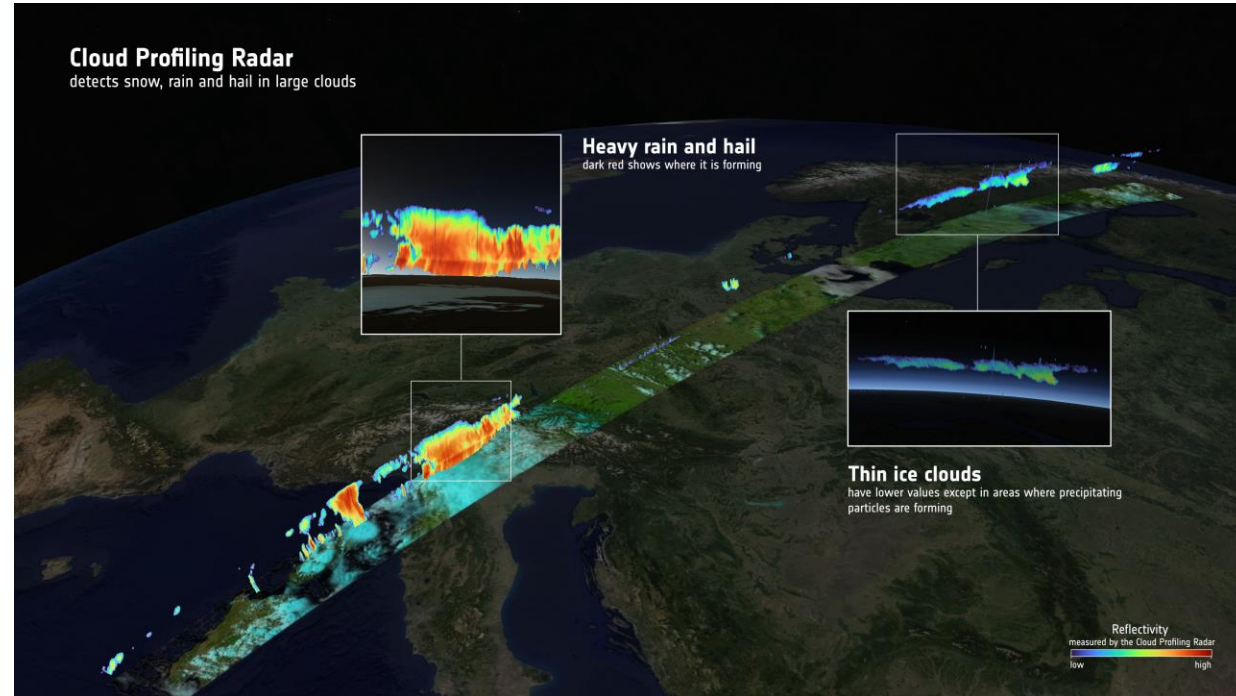 Cloud Profiling Radar
detects snow, rain and hail in large clouds
Heavy rain and hail
dark red shows where it is forming
Thin ice clouds
have lower values except in areas where precipitating
particles are forming
Reflectivity
measured by the Cloud Profiling Radar
low high